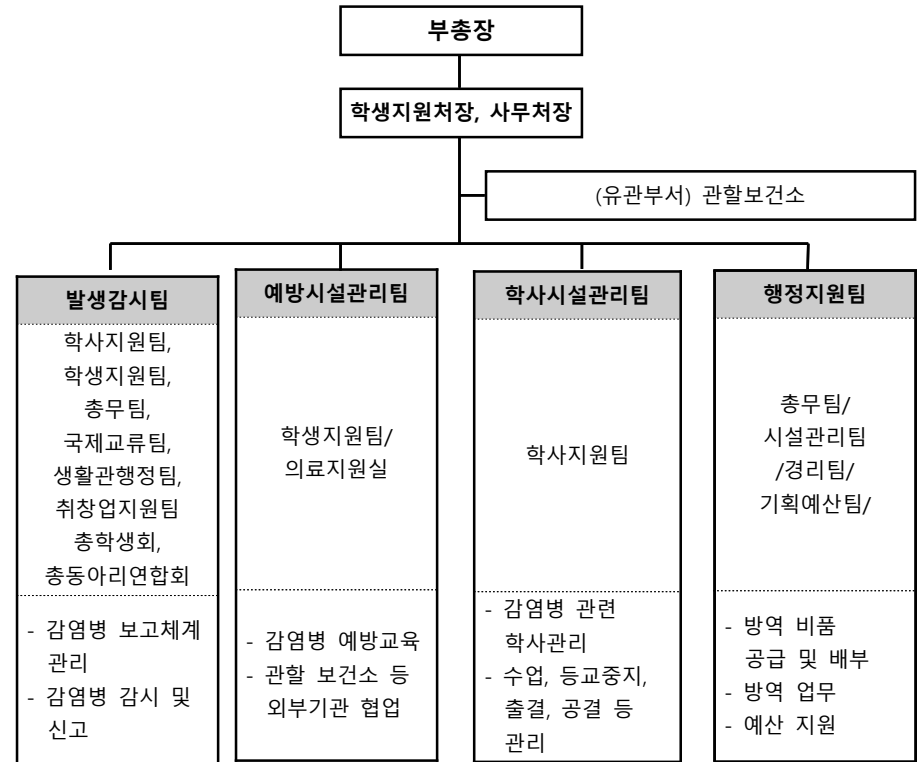 부총장
학생지원처장, 사무처장
(유관부서) 관할보건소
발생감시팀
학사지원팀,
학생지원팀,
총무팀,
국제교류팀,
생활관행정팀,
취창업지원팀
총학생회,
총동아리연합회
- 감염병 보고체계
관리
- 감염병 감시 및
신고
예방시설관리팀
학생지원팀/
의료지원실
- 감염병 예방교육
- 관할 보건소 등
외부기관 협업
학사시설관리팀
학사지원팀
- 감염병 관련
학사관리
- 수업, 등교중지,
출결, 공결 등
관리
행정지원팀
총무팀/
시설관리팀
/경리팀/
기획예산팀/
- 방역 비품
공급 및 배부
- 방역 업무
- 예산 지원